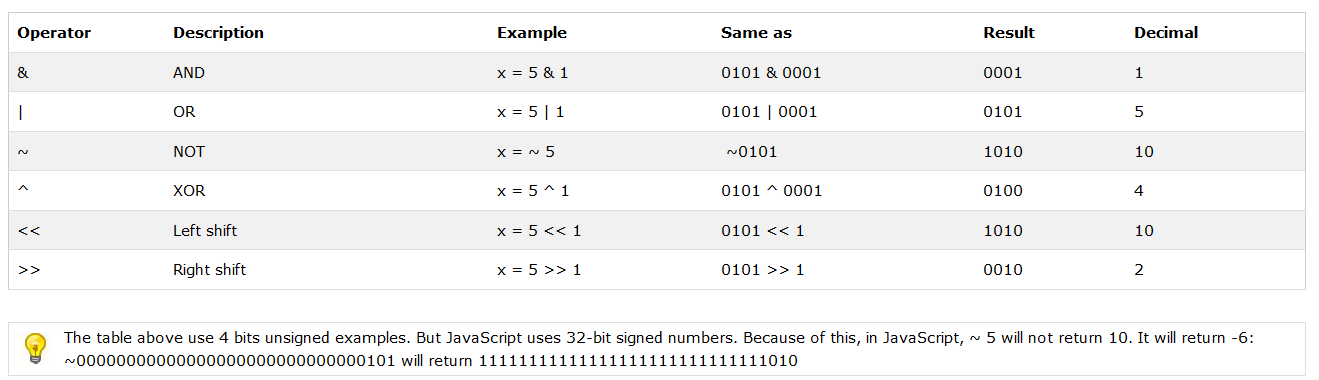 Operator Description Example Same as Result Decimal
& AND x = 5 & 1 0101 & 0001 0001 1
| OR x = 5 | 1 0101 | 0001 0101 5
~ NOT x = ~ 5 ~0101 1010 10
^ XOR x = 5 ^ 1 0101 ^ 0001 0100 4
<< Left shift x = 5 << 1 0101 << 1 1010 10
>> Right shift x = 5 >> 1 0101 >> 1 0010 2
The table above use 4 bits unsigned examples. But JavaScript uses 32-bit signed numbers. Because of this, in JavaScript, ~ 5 will not return 10. It will return -6:
~00000000000000000000000000000101 will return 11111111111111111111111111111010